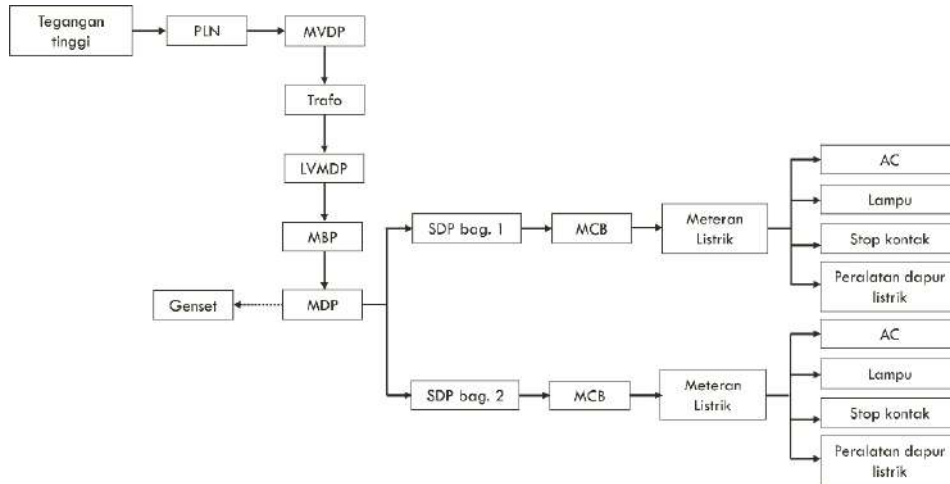 Tegangan
tinggi
PLN
MVDP
Trafo
LVMDP
MBP
MDP
Genset
SDP bag. 1
MCB
Meteran
Listrik
AC
Lampu
Stop kontak
Peralatan dapur
listrik
SDP bag. 2
MCB
Meteran
Listrik
AC
Lampu
Stop kontak
Peralatan dapur
listrik